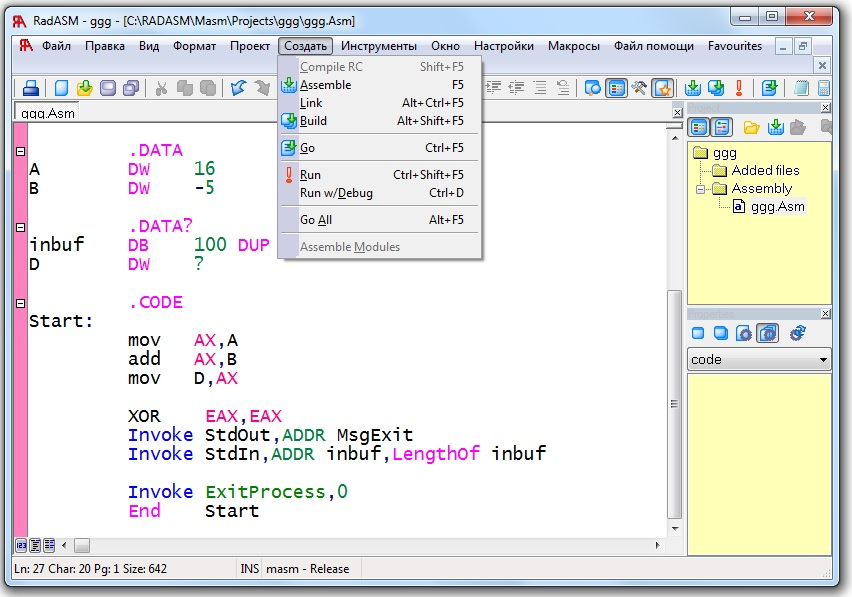 RadASM - ggg - [C:\RADASM\Masm\Projects\ggg\ggg.Asm]
Файл Правка Вид Формат Проект Создать Инструменты Окно Настройки Макросы Файл помощи Favourites
Compile RC Shift+F5
Assemble F5
Link Alt+Ctrl+F5
Build Alt+Shift+F5
Go Ctrl+F5
Run Ctrl+Shift+F5
Run w/Debug Ctrl+D
Go All Alt+F5
Assemble Modules
ggg.Asm
.DATA
A DW 16
B DW -5
.DATA?
inbuf DB 100 DUP
D DW ?
.CODE
Start:
mov AX,A
add AX,B
mov D,AX
XOR EAX,EAX
Invoke StdOut,ADDR MsgExit
Invoke StdIn,ADDR inbuf,LengthOf inbuf
Invoke ExitProcess,0
End Start
Project
ggg
Added files
Assembly
ggg.Asm
Properties
code
Ln: 27 Char: 20 Pg: 1 Size: 642 INS masm - Release